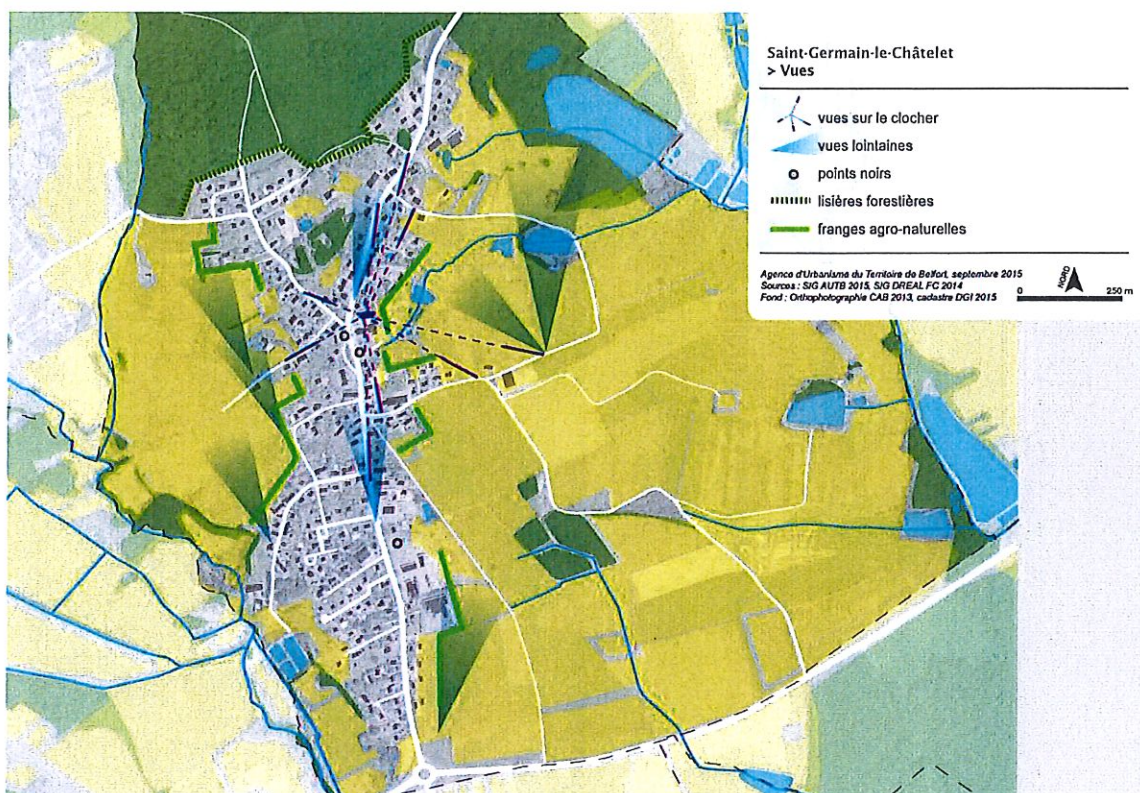 Saint-Germain-le-Châtelet
> Vues
vues sur le clocher
vues lointaines
points noirs
lisières forestières
franges agro-naturelles
Agence d'Urbanisme du Territoire de Belfort, septembre 2015
Sources : SIG AUTB 2015, SIG DREAL FC 2014
Fond : Orthophotographie CAB 2013, cadastre DGI 2015
NORD
0 250 m